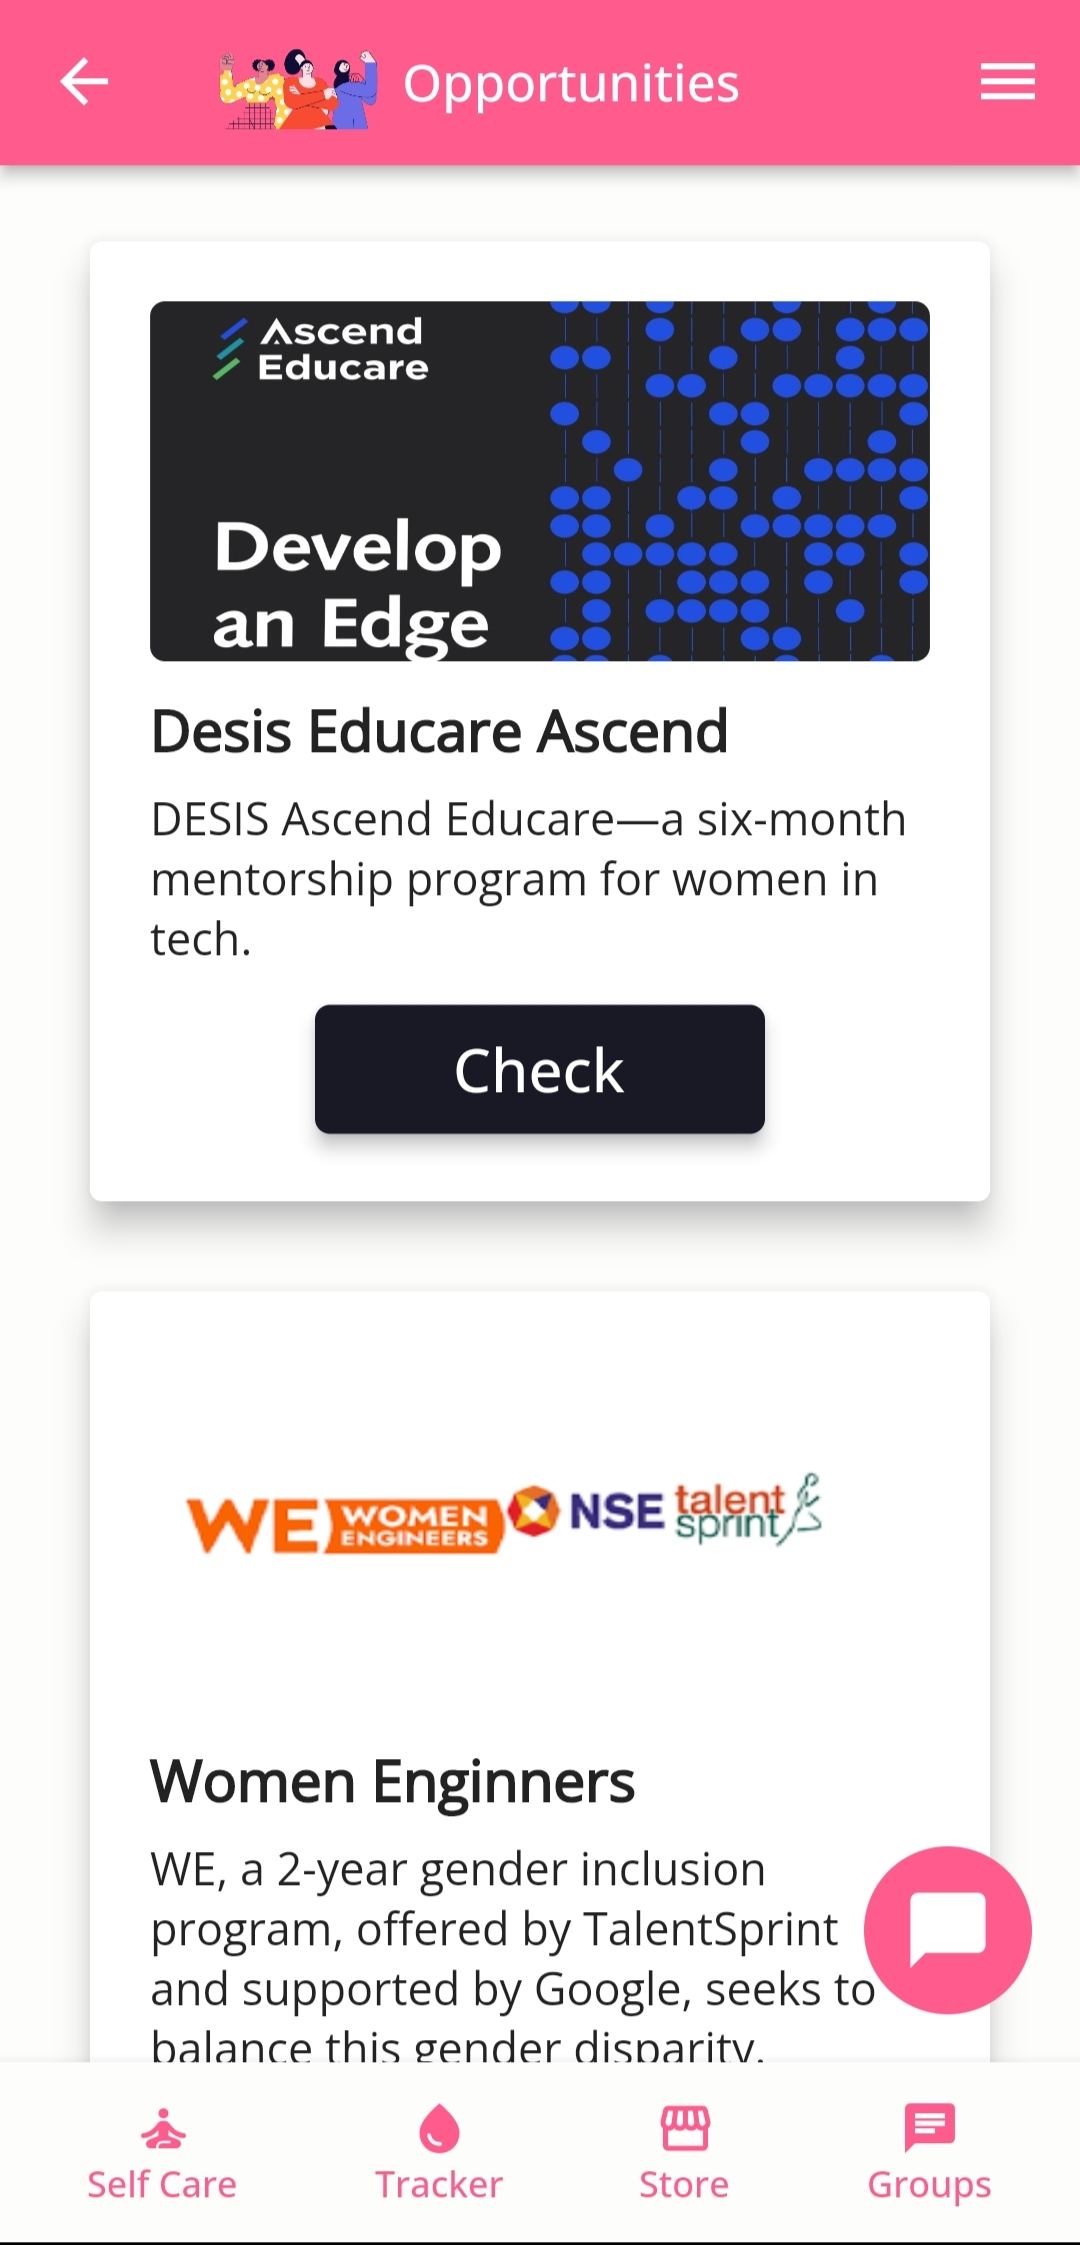 Opportunities
Ascend
Educare
Develop
an Edge
Desis Educare Ascend
DESIS Ascend Educare—a six-month
mentorship program for women in
tech.
Check
WE WOMEN ENGINEERS NSE talent sprint
Women Enginners
WE, a 2-year gender inclusion
program, offered by TalentSprint
and supported by Google, seeks to
balance this gender disparity.
Self Care Tracker Store Groups